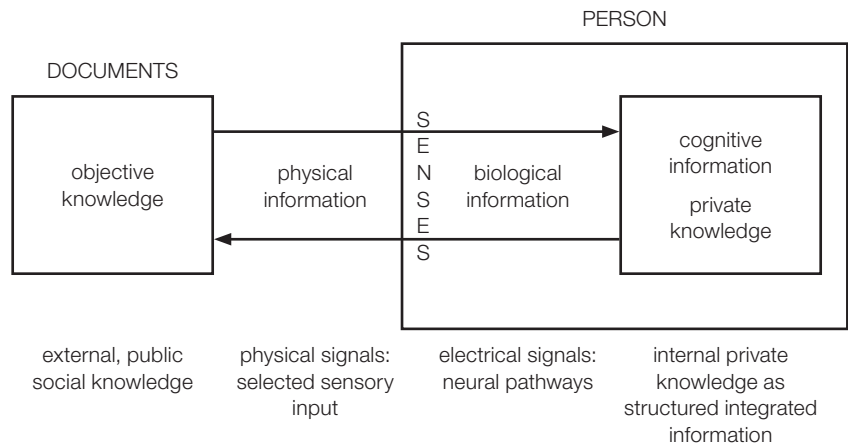 PERSON
DOCUMENTS
objective
knowledge
physical
information
SENSES
biological
information
cognitive
information
private
knowledge
external, public
social knowledge
physical signals:
selected sensory
input
electrical signals:
neural pathways
internal private
knowledge as
structured integrated
information